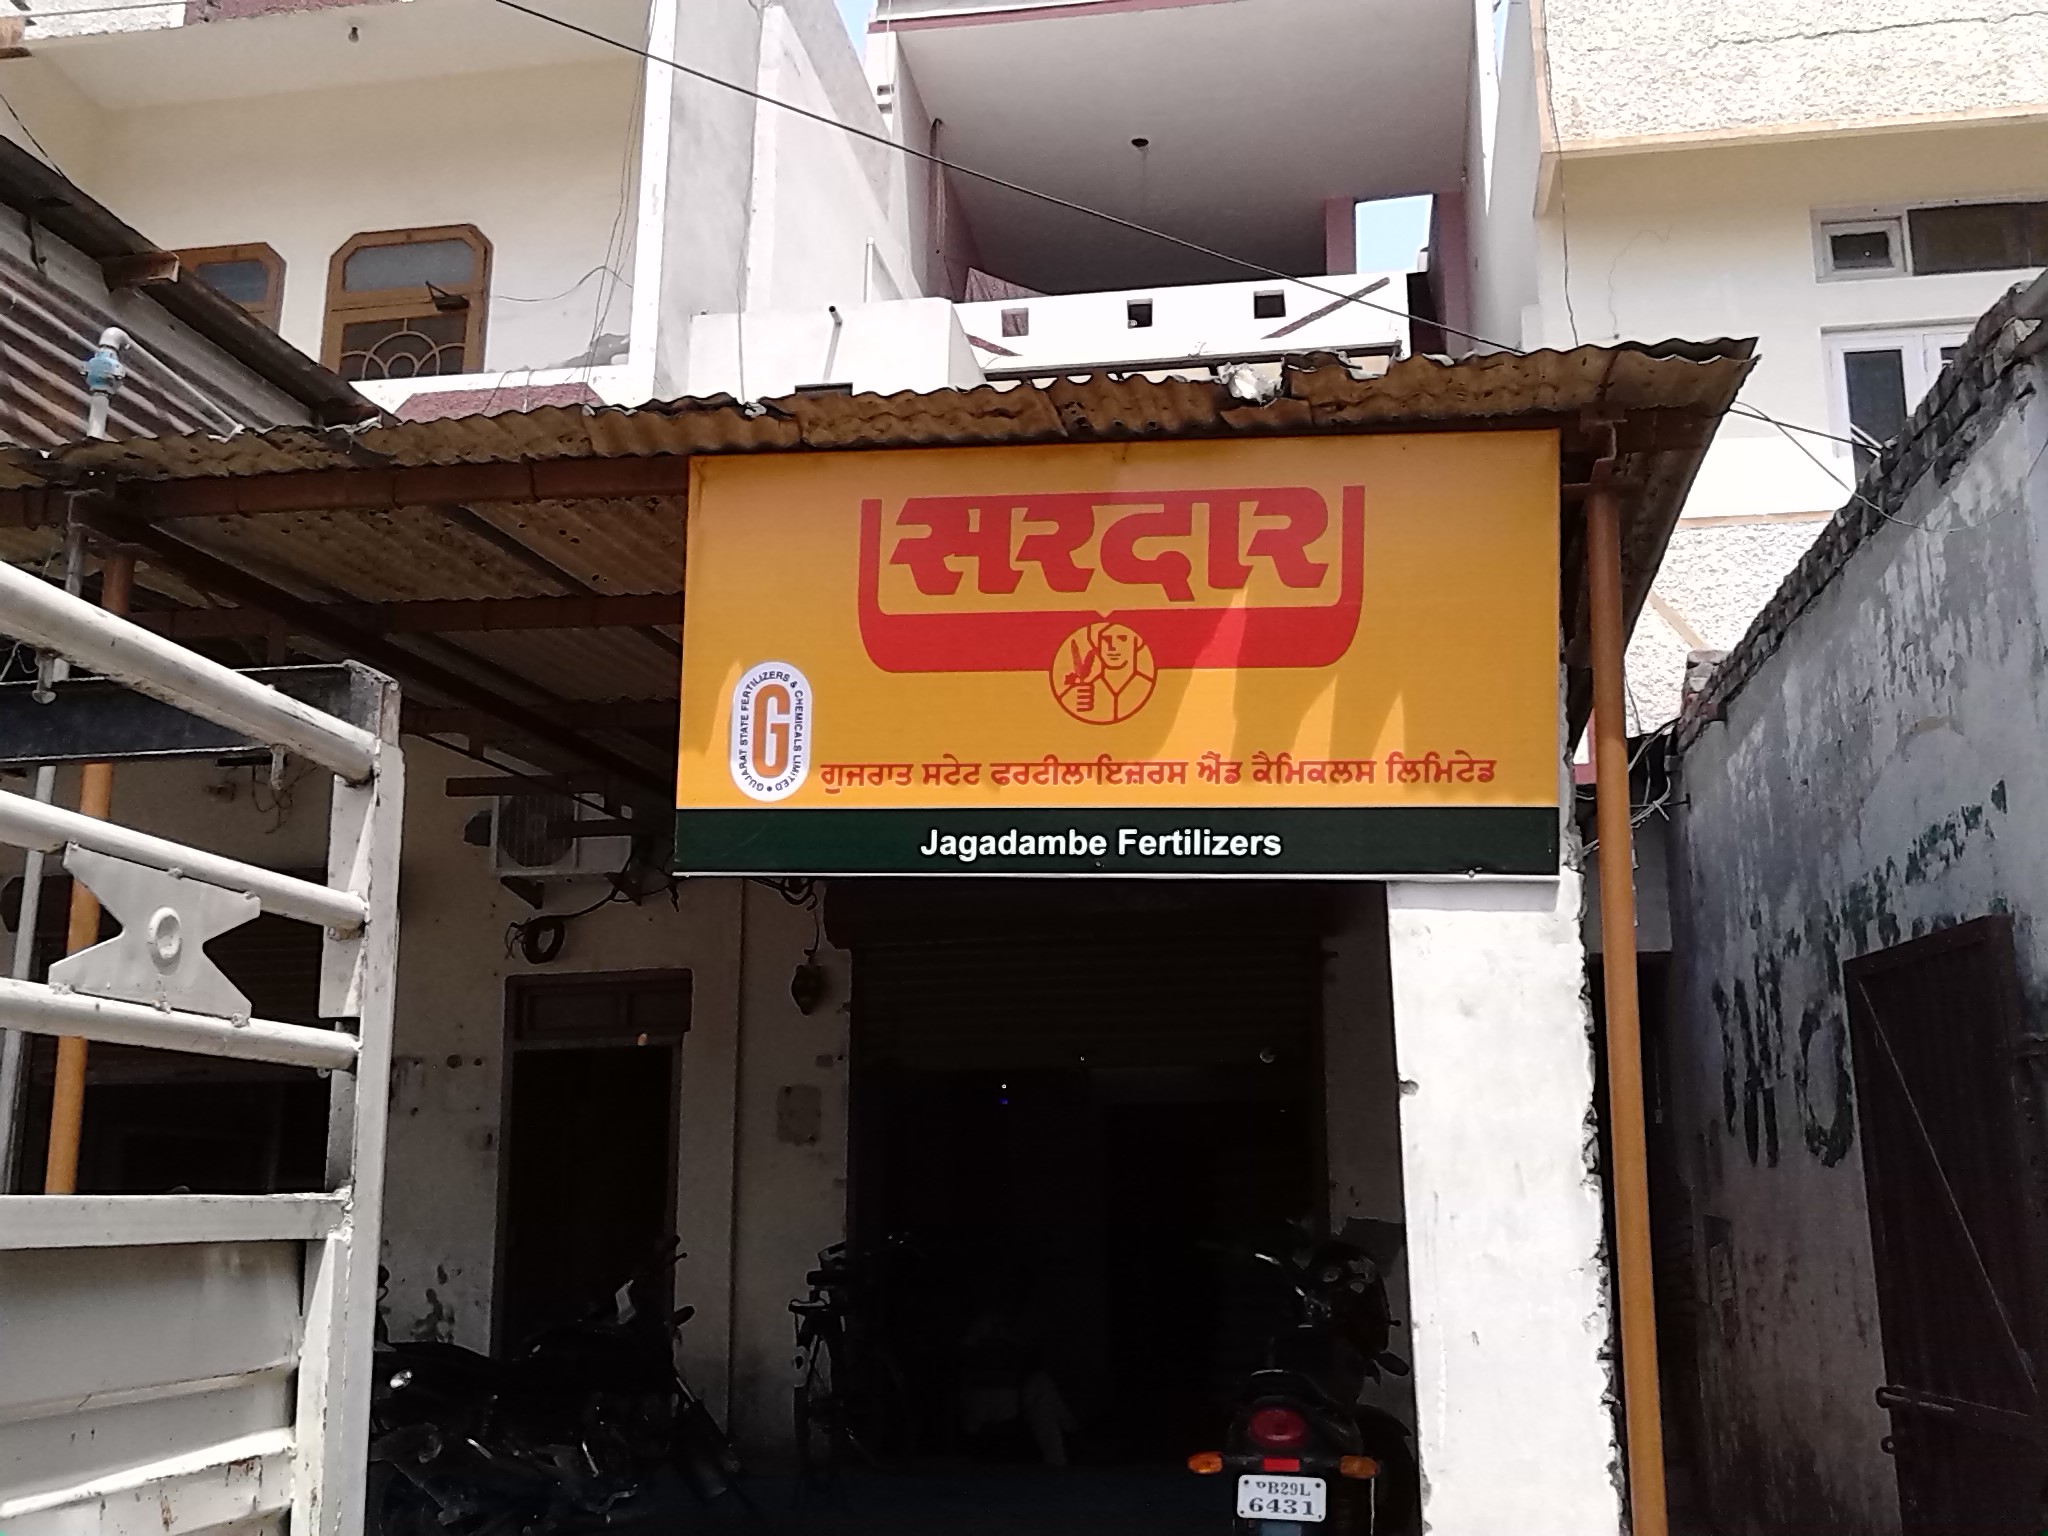 ਸਰਦਾਰ
GUJARAT STATE FERTILIZERS & CHEMICALS LIMITED
G
ਗੁਜਰਾਤ ਸਟੇਟ ਫਰਟੀਲਾਇਜ਼ਰਸ ਐਂਡ ਕੈਮਿਕਲਸ ਲਿਮਿਟੇਡ
Jagadambe Fertilizers
PB29L
6431